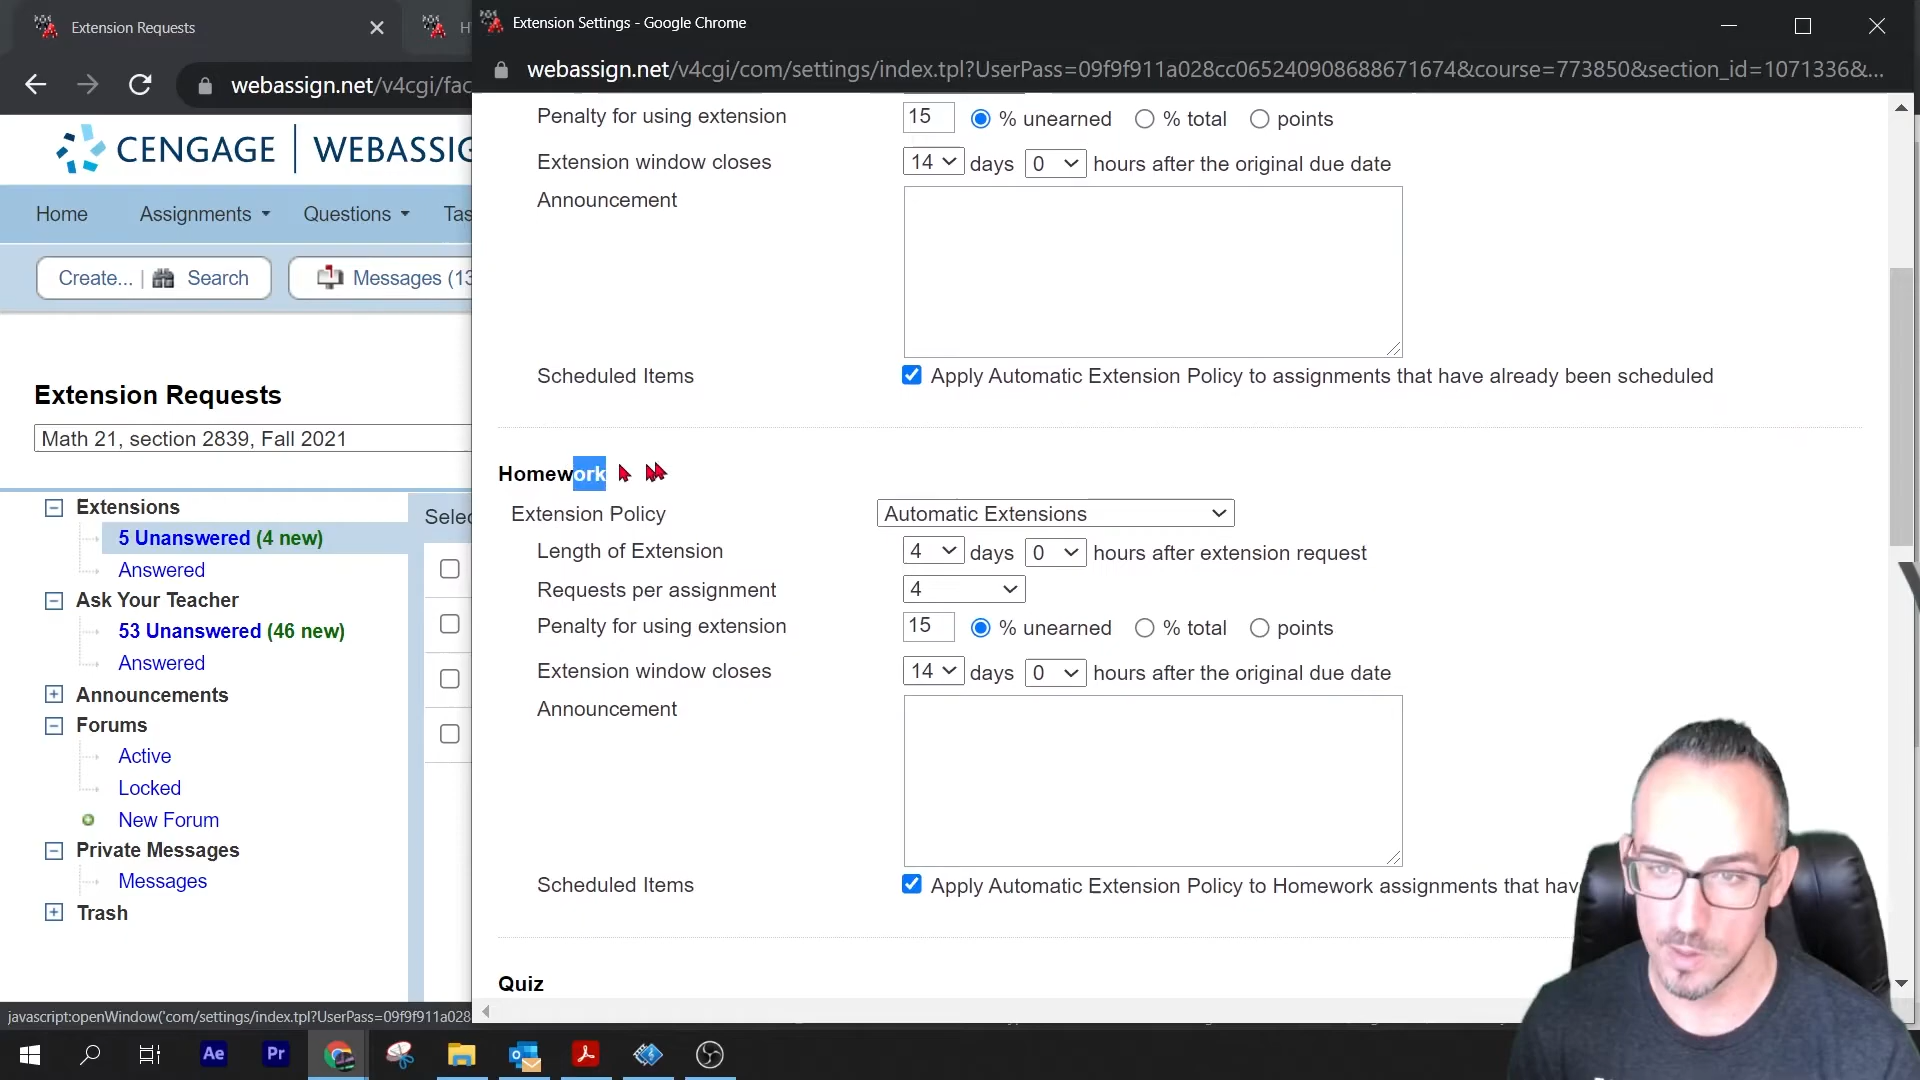 Extension Requests
Extension Settings - Google Chrome
webassign.net/v4cgi/fac
webassign.net/v4cgi/com/settings/index.tpl?UserPass=09f9f911a028cc065240908688671674&course=773850&section_id=1071336&...
CENGAGE WEBASSIG
Home Assignments Questions Tas
Create... | Search Messages (13
Extension Requests
Math 21, section 2839, Fall 2021
Extensions
5 Unanswered (4 new)
Answered
Ask Your Teacher
53 Unanswered (46 new)
Answered
Announcements
Forums
Active
Locked
New Forum
Private Messages
Messages
Trash
Selec
Penalty for using extension 15 % unearned % total points
Extension window closes 14 days 0 hours after the original due date
Announcement
Scheduled Items Apply Automatic Extension Policy to assignments that have already been scheduled
Homework
Extension Policy Automatic Extensions
Length of Extension 4 days 0 hours after extension request
Requests per assignment 4
Penalty for using extension 15 % unearned % total points
Extension window closes 14 days 0 hours after the original due date
Announcement
Scheduled Items Apply Automatic Extension Policy to Homework assignments that hav
Quiz
javascript:openWindow('com/settings/index.tpl?UserPass=09f9f911a028
Ae Pr